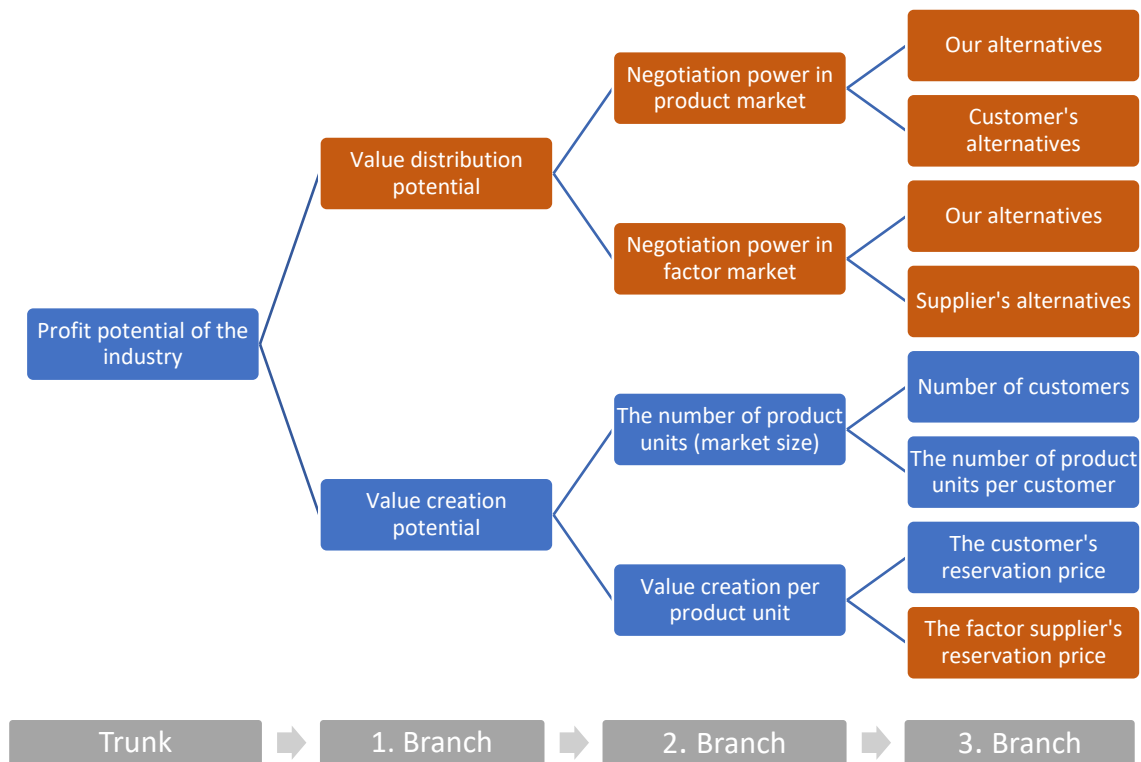 Profit potential of the
industry
Value distribution
potential
Value creation
potential
Negotiation power in
product market
Negotiation power in
factor market
The number of product
units (market size)
Value creation per
product unit
Our alternatives
Customer's
alternatives
Our alternatives
Supplier's alternatives
Number of customers
The number of product
units per customer
The customer's
reservation price
The factor supplier's
reservation price
Trunk
1. Branch
2. Branch
3. Branch